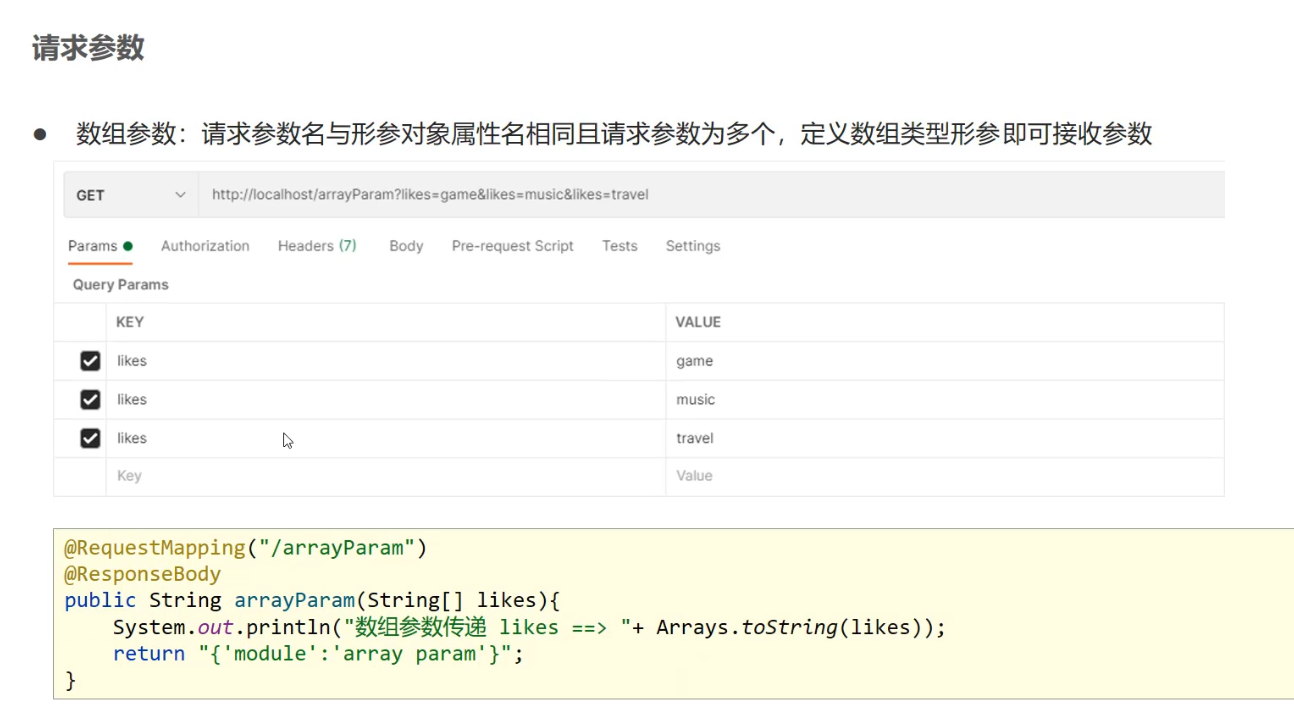 请求参数
● 数组参数：请求参数名与形参对象属性名相同且请求参数为多个，定义数组类型形参即可接收参数
GET http://localhost/arrayParam?likes=game&likes=music&likes=travel
Params Authorization Headers (7) Body Pre-request Script Tests Settings
Query Params
KEY VALUE
likes game
likes music
likes travel
Key Value
@RequestMapping("/arrayParam")
@ResponseBody
public String arrayParam(String[] likes){
    System.out.println("数组参数传递 likes ==> "+ Arrays.toString(likes));
    return "{'module':'array param'}";
}